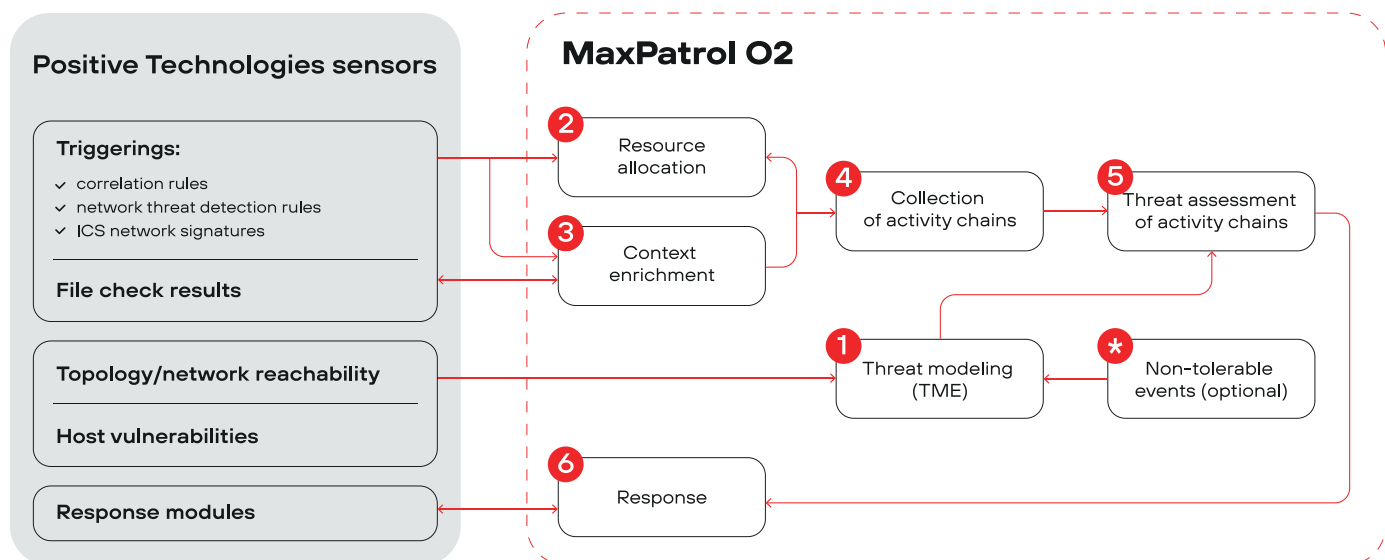 Positive Technologies sensors
Triggerings:
correlation rules
network threat detection rules
ICS network signatures
File check results
Topology/network reachability
Host vulnerabilities
Response modules
MaxPatrol O2
2
Resource
allocation
3
Context
enrichment
4
Collection
of activity chains
5
Threat assessment
of activity chains
1
Threat modeling
(TME)
*
Non-tolerable
events (optional)
6
Response